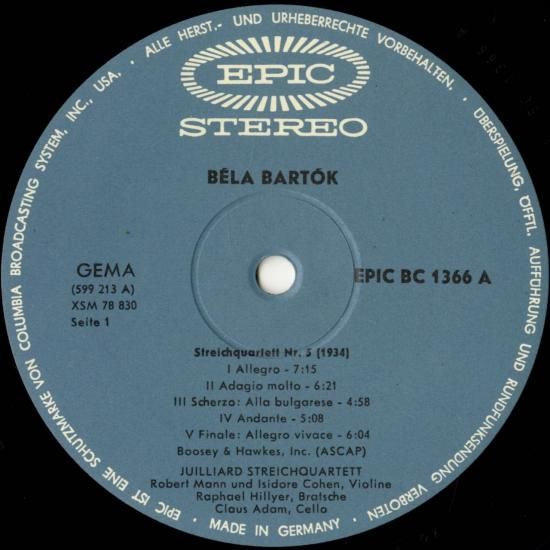 EPIC
STEREO
BÉLA BARTÓK
GEMA
(599 213 A)
XSM 78 830
Seite 1
EPIC BC 1366 A
Streichquartett Nr. 5 (1934)
I Allegro - 7:15
II Adagio molto - 6:21
III Scherzo: Alla bulgarese - 4:58
IV Andante - 5:08
V Finale: Allegro vivace - 6:04
Boosey & Hawkes, Inc. (ASCAP)
JUILLIARD STREICHQUARTETT
Robert Mann und Isidore Cohen, Violine
Raphael Hillyer, Bratsche
Claus Adam, Cello
EPIC IST EINE SCHUTZMARKE VON COLUMBIA BROADCASTING SYSTEM, INC., USA. • ALLE HERST.- UND URHEBERRECHTE VORBEHALTEN. • ÜBERSPIELUNG, ÖFFTL. AUFFÜHRUNG UND RUNDFUNKSENDUNG VERBOTEN • MADE IN GERMANY •